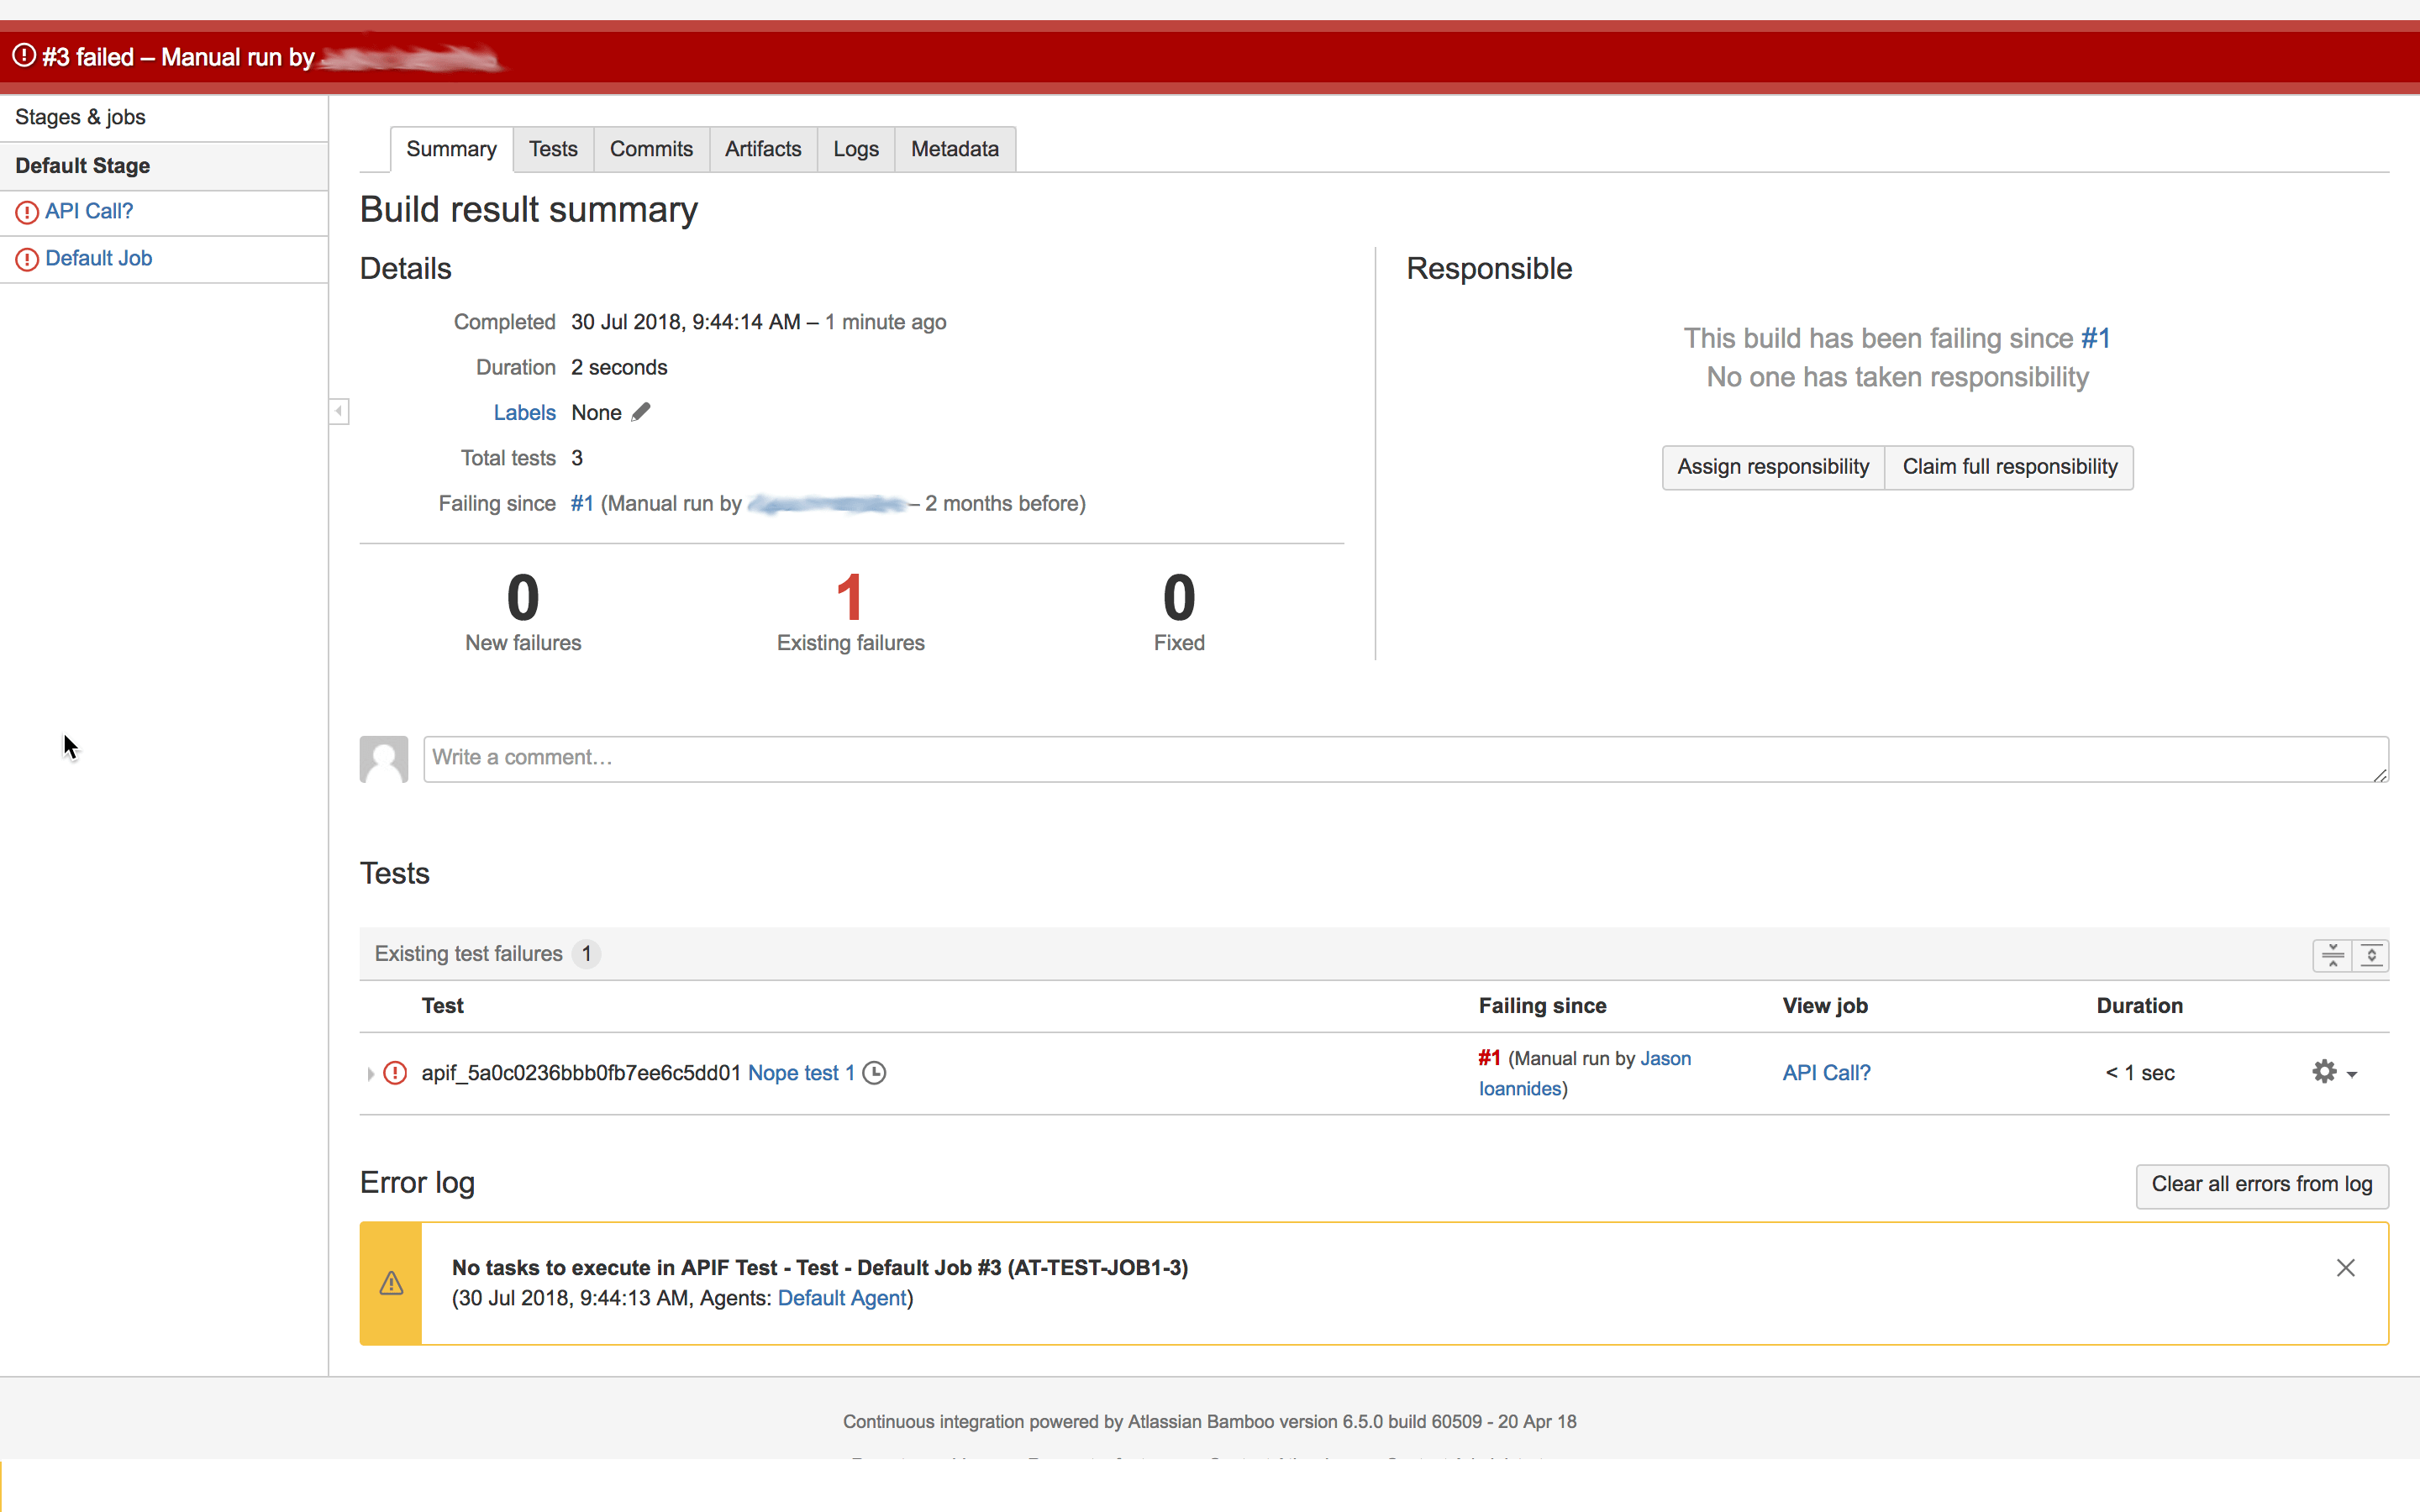 #3 failed – Manual run by
Stages & jobs
Default Stage
API Call?
Default Job
Summary Tests Commits Artifacts Logs Metadata
Build result summary
Details
Completed 30 Jul 2018, 9:44:14 AM – 1 minute ago
Duration 2 seconds
Labels None
Total tests 3
Failing since #1 (Manual run by – 2 months before)
0 1 0
New failures Existing failures Fixed
Responsible
This build has been failing since #1
No one has taken responsibility
Assign responsibility Claim full responsibility
Write a comment…
Tests
Existing test failures 1
Test Failing since View job Duration
apif_5a0c0236bbb0fb7ee6c5dd01 Nope test 1 #1 (Manual run by Jason API Call? < 1 sec
Ioannides)
Error log
Clear all errors from log
No tasks to execute in APIF Test - Test - Default Job #3 (AT-TEST-JOB1-3)
(30 Jul 2018, 9:44:13 AM, Agents: Default Agent)
Continuous integration powered by Atlassian Bamboo version 6.5.0 build 60509 - 20 Apr 18